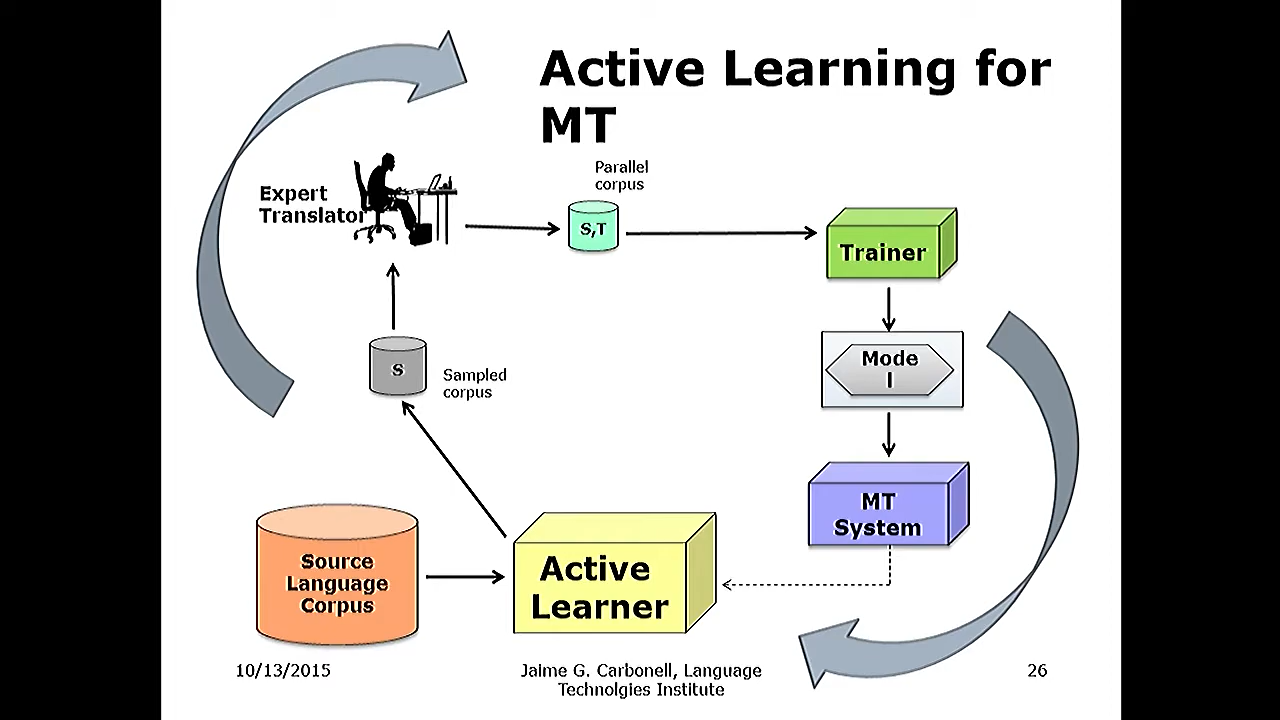 Active Learning for
MT
Parallel
corpus
Expert
Translator
S,T
Trainer
Mode
l
S
Sampled
corpus
MT
System
Source
Language
Corpus
Active
Learner
10/13/2015
Jaime G. Carbonell, Language
Technolgies Institute
26